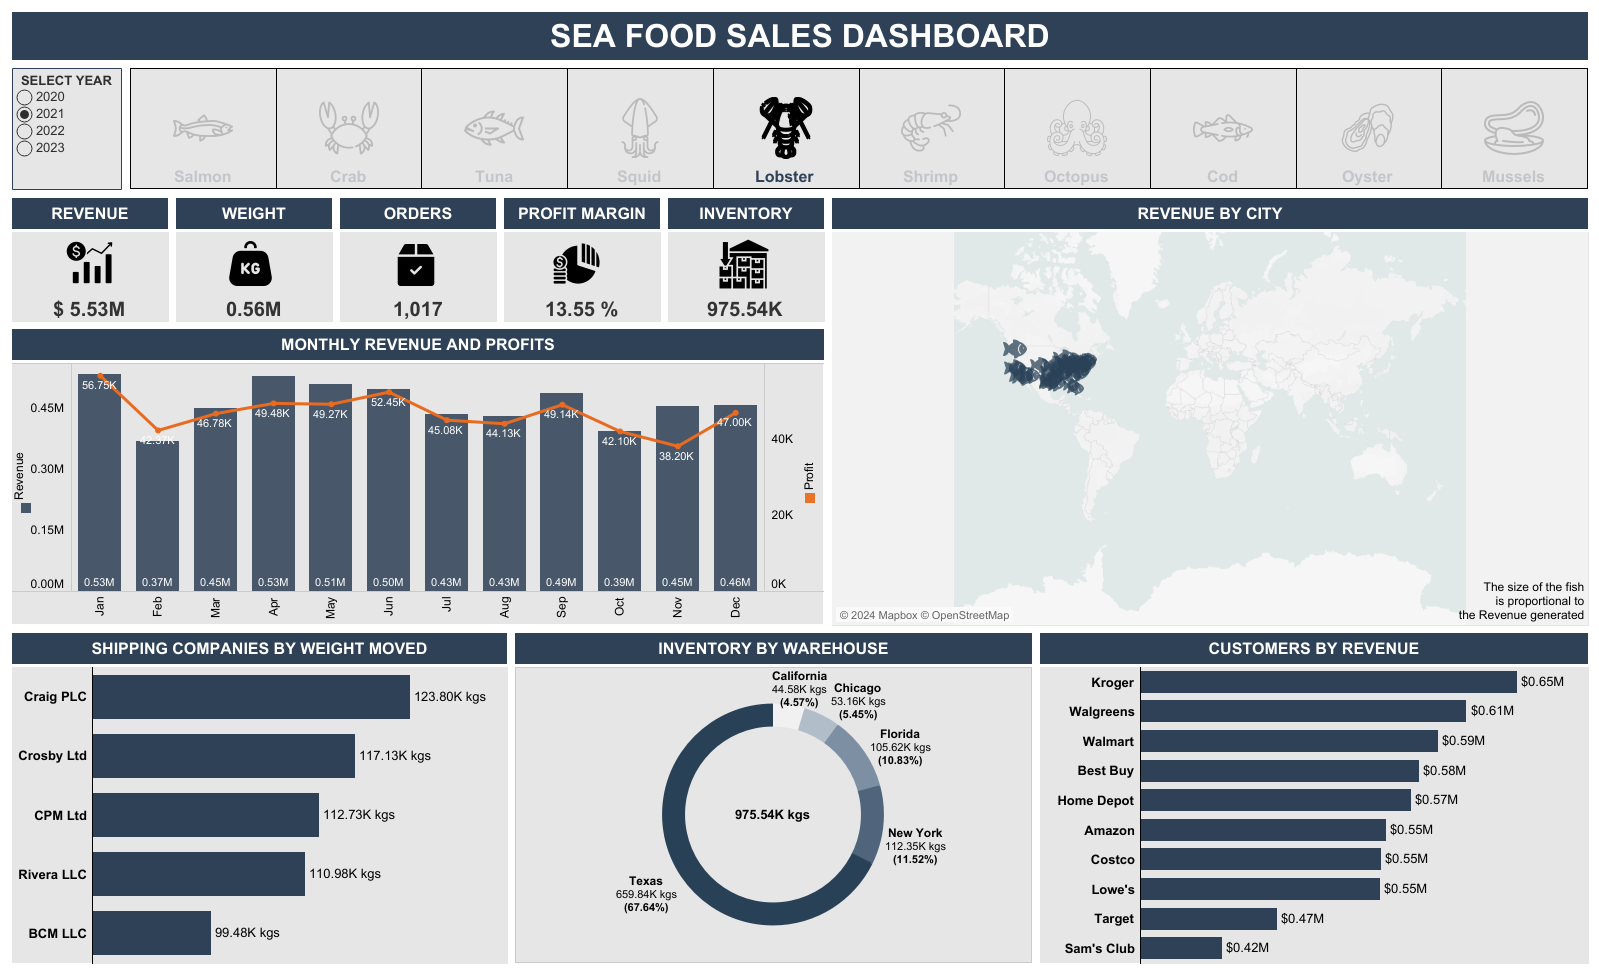 SEA FOOD SALES DASHBOARD
SELECT YEAR
2020
2021
2022
2023
Salmon
Crab
Tuna
Squid
Lobster
Shrimp
Octopus
Cod
Oyster
Mussels
REVENUE
$ 5.53M
WEIGHT
KG
0.56M
ORDERS
1,017
PROFIT MARGIN
$
13.55 %
INVENTORY
975.54K
MONTHLY REVENUE AND PROFITS
Revenue
0.45M
0.30M
0.15M
0.00M
56.75K
42.37K
46.78K
49.48K
49.27K
52.45K
45.08K
44.13K
49.14K
42.10K
38.20K
47.00K
0.53M
0.37M
0.45M
0.53M
0.51M
0.50M
0.43M
0.43M
0.49M
0.39M
0.45M
0.46M
Jan
Feb
Mar
Apr
May
Jun
Jul
Aug
Sep
Oct
Nov
Dec
40K
20K
0K
Profit
REVENUE BY CITY
© 2024 Mapbox © OpenStreetMap
The size of the fish
is proportional to
the Revenue generated
SHIPPING COMPANIES BY WEIGHT MOVED
Craig PLC 123.80K kgs
Crosby Ltd 117.13K kgs
CPM Ltd 112.73K kgs
Rivera LLC 110.98K kgs
BCM LLC 99.48K kgs
INVENTORY BY WAREHOUSE
California
44.58K kgs
(4.57%)
Chicago
53.16K kgs
(5.45%)
Florida
105.62K kgs
(10.83%)
975.54K kgs
New York
112.35K kgs
(11.52%)
Texas
659.84K kgs
(67.64%)
CUSTOMERS BY REVENUE
Kroger $0.65M
Walgreens $0.61M
Walmart $0.59M
Best Buy $0.58M
Home Depot $0.57M
Amazon $0.55M
Costco $0.55M
Lowe's $0.55M
Target $0.47M
Sam's Club $0.42M